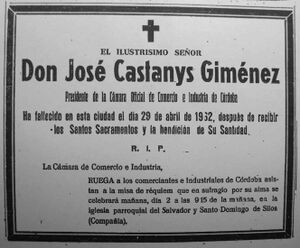 EL ILUSTRISIMO SEÑOR
Don José Castanys Giménez
Presidente de la Cámara Oficial de Comercio e Industria de Córdoba
Ha fallecido en esta ciudad el día 29 de abril de 1932, después de recibir
los Santos Sacramentos y la bendición de Su Santidad.
R. I. P.
La Cámara de Comercio e Industria,
RUEGA a los comerciantes e Industriales de Córdoba asis-
tan a la misa de réquiem que en sufragio por su alma se
celebrará mañana, día 2 a las 9'15 de la mañana, en la
iglesia parroquial del Salvador y Santo Domingo de Silos
(Compañía).